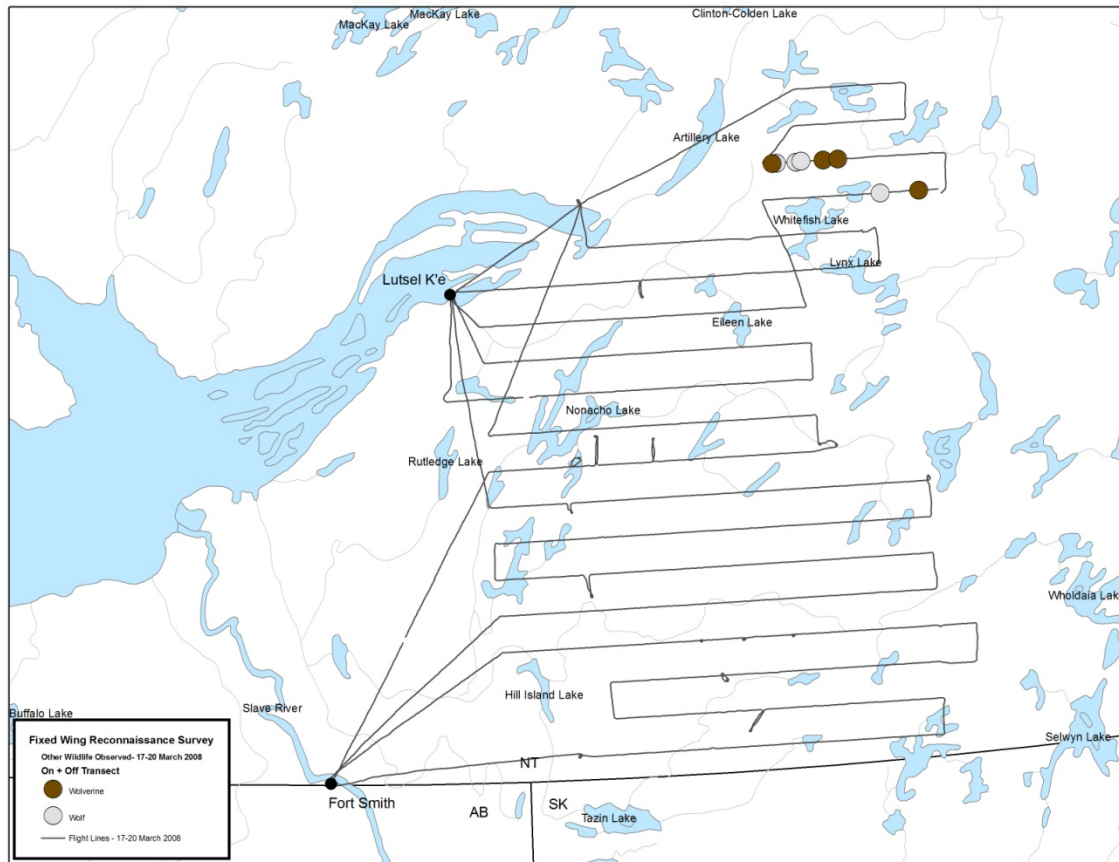 MacKay Lake
MacKay Lake
Clinton-Colden Lake
Artillery Lake
Whitefish Lake
Lynx Lake
Lutsel K'e
Eileen Lake
Nonacho Lake
Rutledge Lake
Wholdaia Lake
Hill Island Lake
Slave River
Buffalo Lake
Selwyn Lake
NT
Fort Smith
AB
SK
Tazin Lake
Fixed Wing Reconnaissance Survey
Other Wildlife Observed- 17-20 March 2008
On + Off Transect
Wolverine
Wolf
Flight Lines - 17-20 March 2008